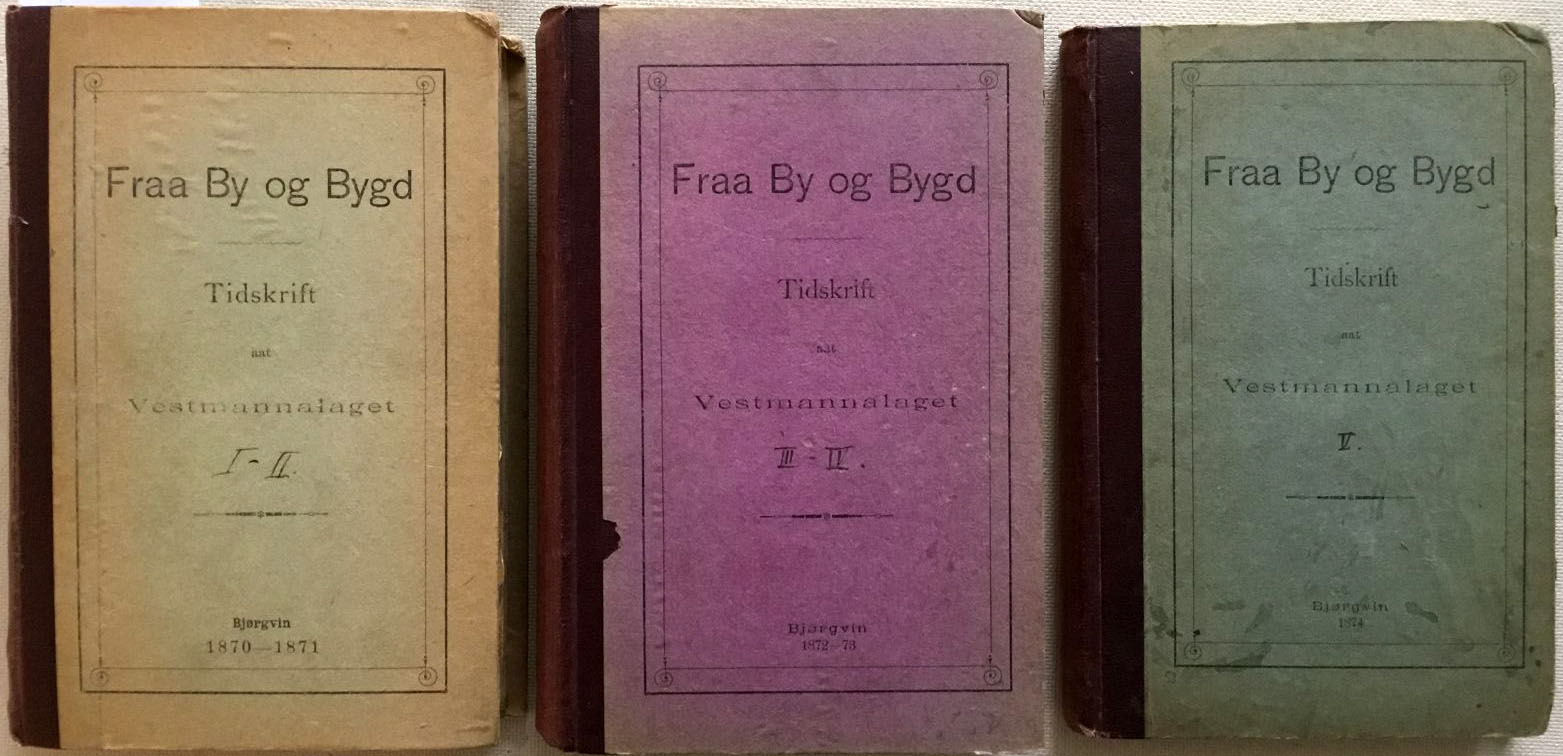 Fraa By og Bygd
Tidskrift
aat
Vestmannalaget
I-II.
Bjørgvin
1870—1871
Fraa By og Bygd
Tidskrift
aat
Vestmannalaget
III-IV.
Bjørgvin
1872—73
Fraa By og Bygd
Tidskrift
aat
Vestmannalaget
V.
Bjørgvin
1874